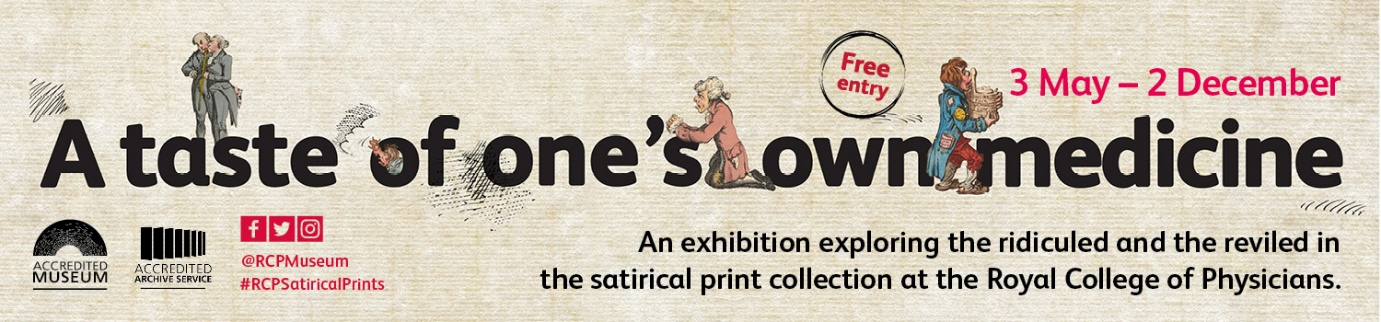 Free
entry
3 May – 2 December
A taste of one's own medicine
ACCREDITED
MUSEUM
ACCREDITED
ARCHIVE SERVICE
@RCPMuseum
#RCPSatiricalPrints
An exhibition exploring the ridiculed and the reviled in
the satirical print collection at the Royal College of Physicians.